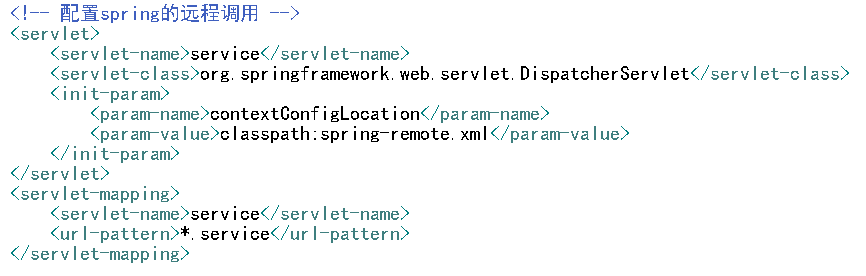 <!-- 配置spring的远程调用 -->
<servlet>
    <servlet-name>service</servlet-name>
    <servlet-class>org.springframework.web.servlet.DispatcherServlet</servlet-class>
    <init-param>
        <param-name>contextConfigLocation</param-name>
        <param-value>classpath:spring-remote.xml</param-value>
    </init-param>
</servlet>
<servlet-mapping>
    <servlet-name>service</servlet-name>
    <url-pattern>*.service</url-pattern>
</servlet-mapping>